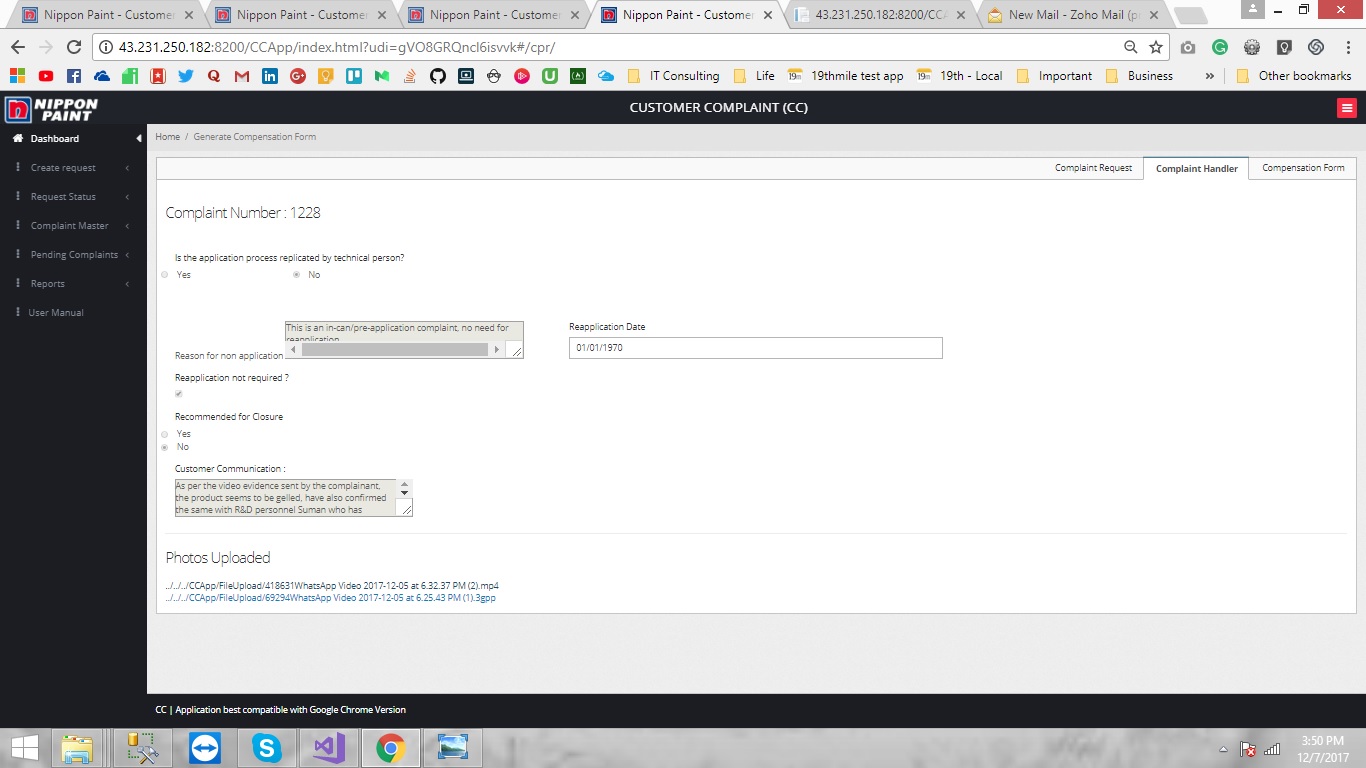 Nippon Paint - Customer
Nippon Paint - Custome
Nippon Paint - Customer
Nippon Paint - Customer
43.231.250.182:8200/CCA
New Mail - Zoho Mail (p
43.231.250.182:8200/CCApp/index.html?udi=gVO8GRQncl6isvvk#/cpr/
IT Consulting
Life
19thmile test app
19th - Local
Important
Business
»
Other bookmarks
NIPPON
PAINT
CUSTOMER COMPLAINT (CC)
Dashboard
Create request
Request Status
Complaint Master
Pending Complaints
Reports
User Manual
Home / Generate Compensation Form
Complaint Request
Complaint Handler
Compensation Form
Complaint Number : 1228
Is the application process replicated by technical person?
Yes
No
This is an in-can/pre-application complaint, no need for
reapplication
Reason for non application
Reapplication Date
01/01/1970
Reapplication not required ?
Recommended for Closure
Yes
No
Customer Communication :
As per the video evidence sent by the complainant,
the product seems to be gelled, have also confirmed
the same with R&D personnel Suman who has
Photos Uploaded
../../../CCApp/FileUpload/418631WhatsApp Video 2017-12-05 at 6.32.37 PM (2).mp4
../../../CCApp/FileUpload/69294WhatsApp Video 2017-12-05 at 6.25.43 PM (1).3gpp
CC | Application best compatible with Google Chrome Version
3:50 PM
12/7/2017